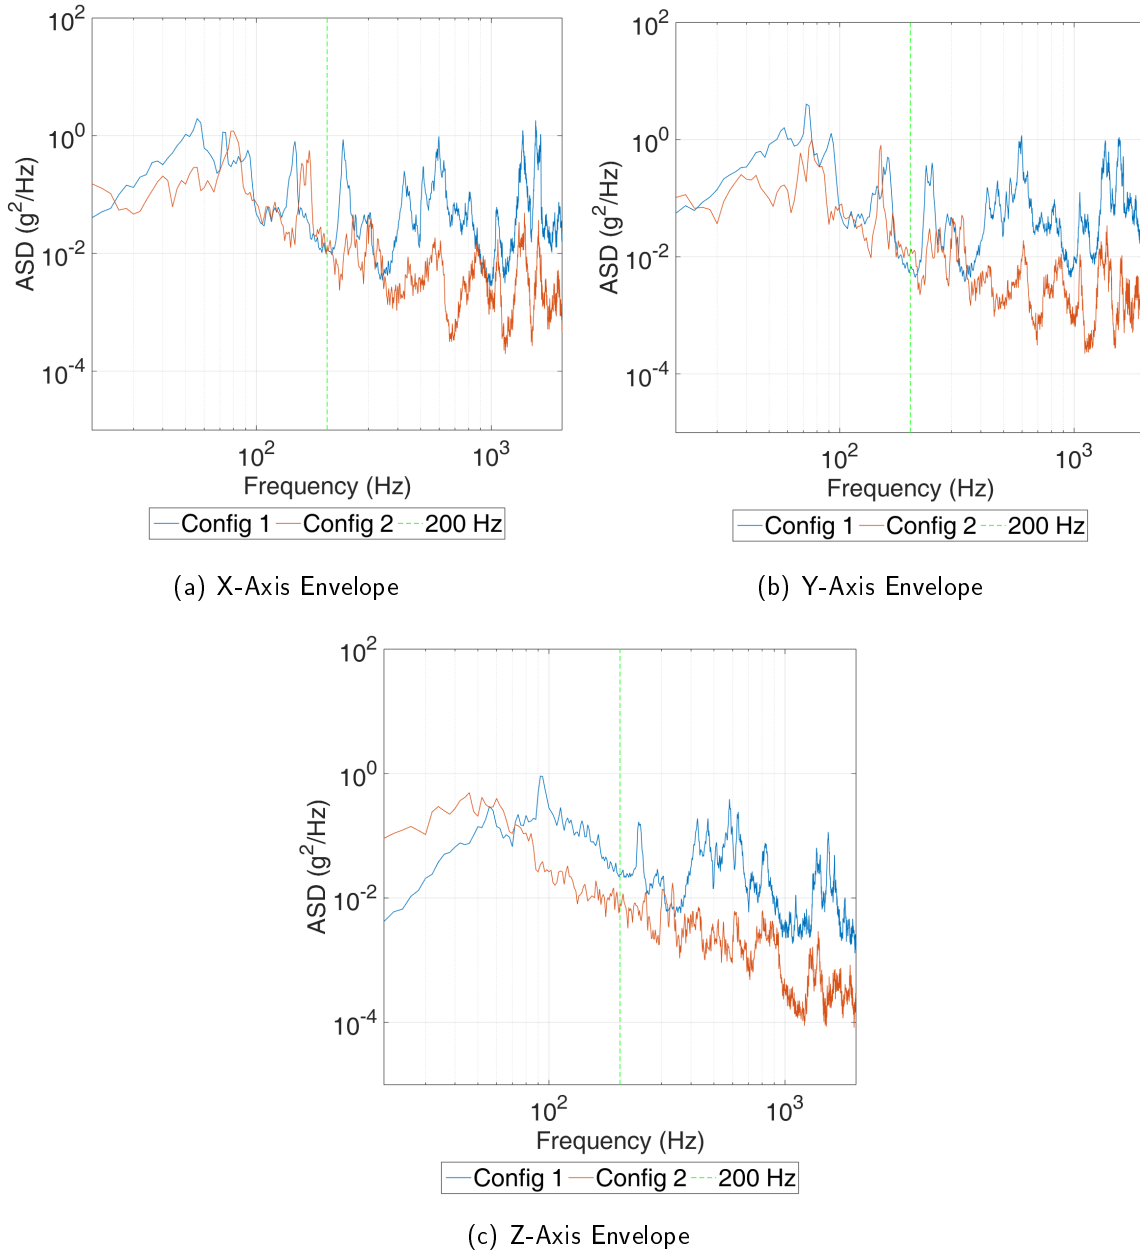 10^2
10^0
10^-2
10^-4
ASD (g^2/Hz)
10^2 10^3
Frequency (Hz)
Config 1 Config 2 200 Hz
(a) X-Axis Envelope
10^2
10^0
10^-2
10^-4
ASD (g^2/Hz)
10^2 10^3
Frequency (Hz)
Config 1 Config 2 200 Hz
(b) Y-Axis Envelope
10^2
10^0
10^-2
10^-4
ASD (g^2/Hz)
10^2 10^3
Frequency (Hz)
Config 1 Config 2 200 Hz
(c) Z-Axis Envelope